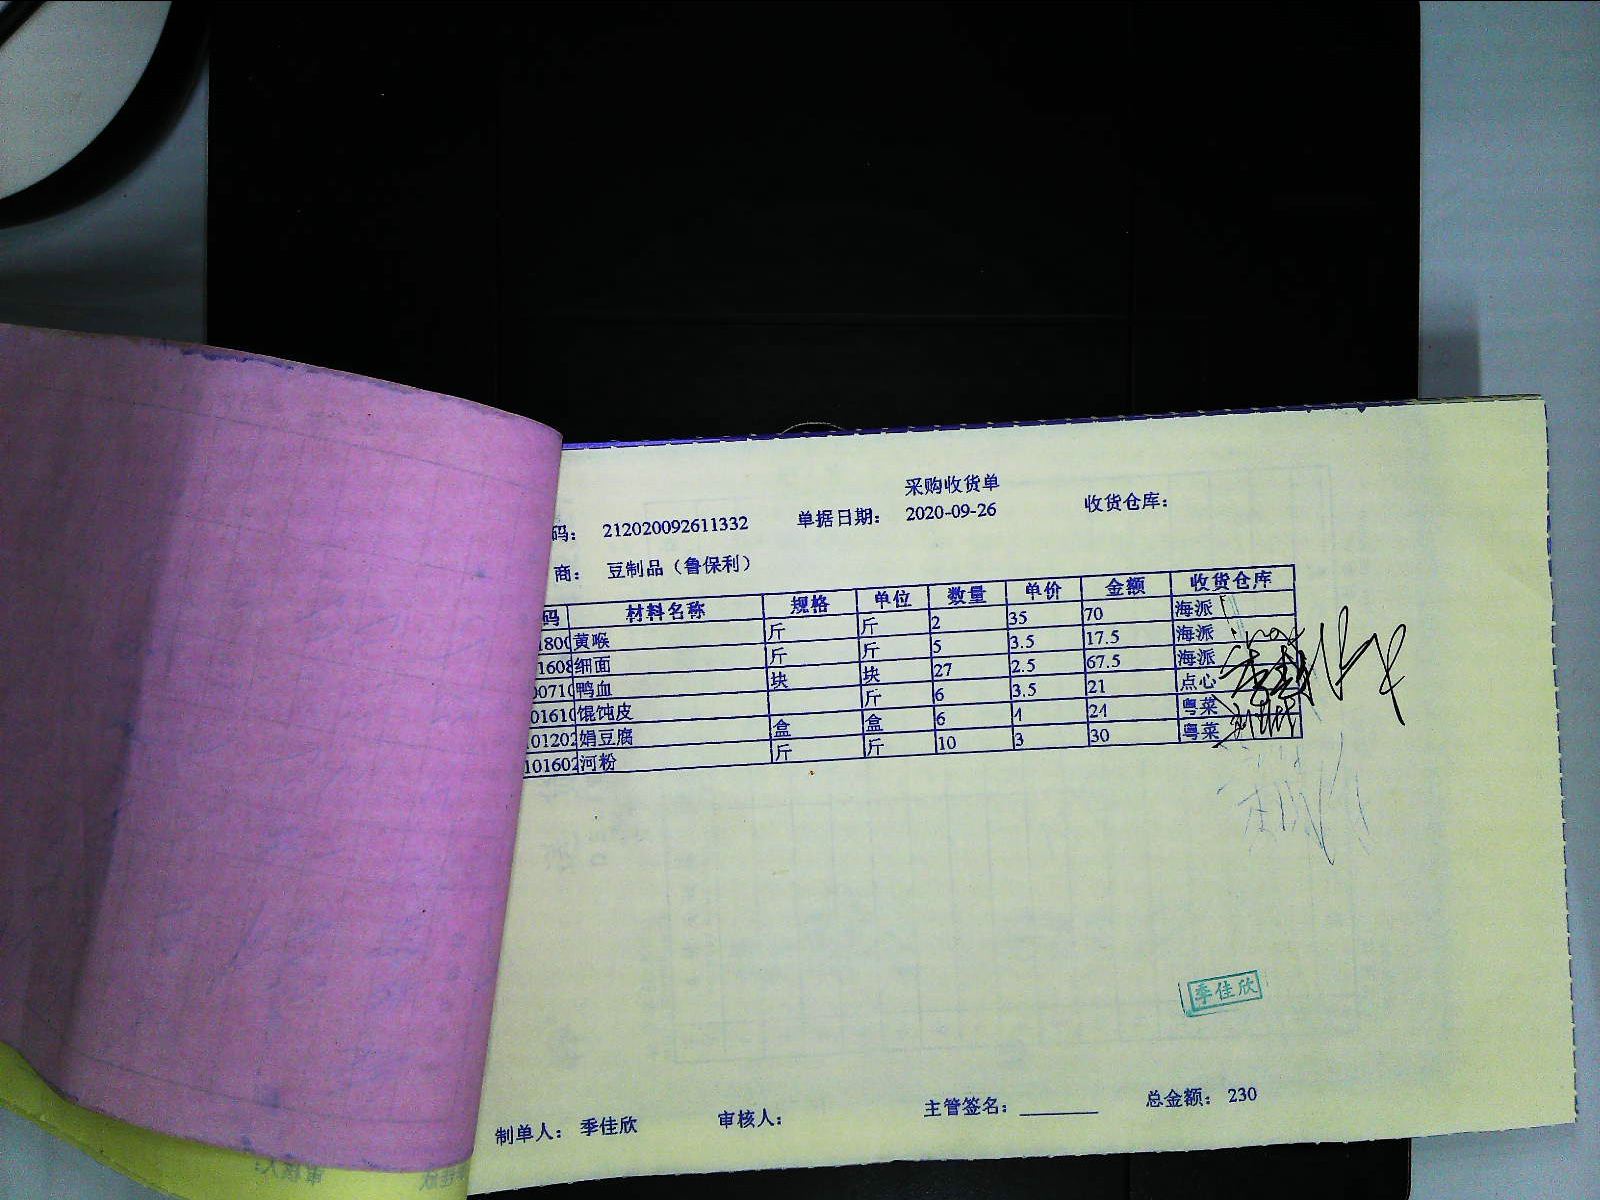 采购收货单
码： 212020092611332 单据日期： 2020-09-26 收货仓库：
商： 豆制品（鲁保利）
码 材料名称 规格 单位 数量 单价 金额 收货仓库
黄喉 斤 斤 2 35 70 海派
细面 斤 斤 5 3.5 17.5 海派
鸭血 块 块 27 2.5 67.5 海派
馄饨皮 斤 6 3.5 21 点心
娟豆腐 盒 盒 6 4 24 粤菜
河粉 斤 斤 10 3 30 粤菜
季佳欣
制单人： 季佳欣 审核人： 主管签名： 总金额： 230